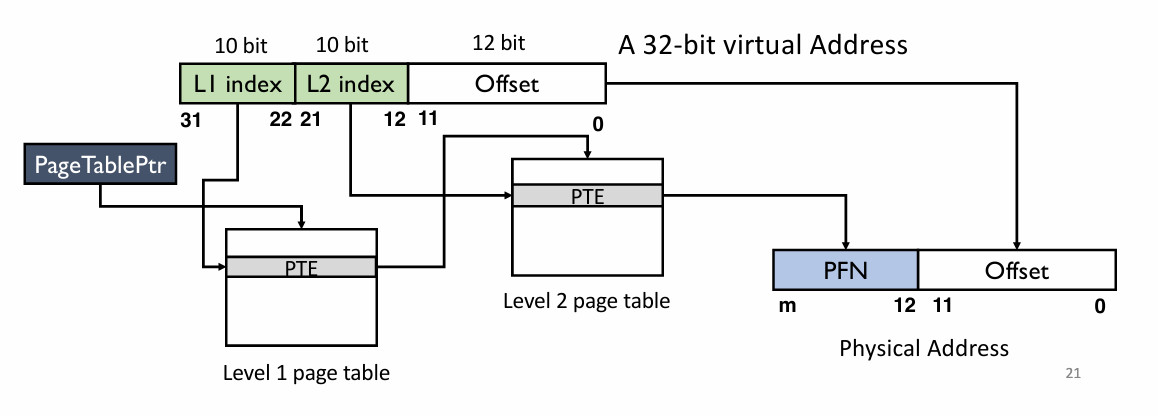 10 bit 10 bit 12 bit A 32-bit virtual Address
L1 index L2 index Offset
31 22 21 12 11 0
PageTablePtr
PTE
PTE
Level 2 page table
PFN Offset
m 12 11 0
Physical Address
Level 1 page table
21